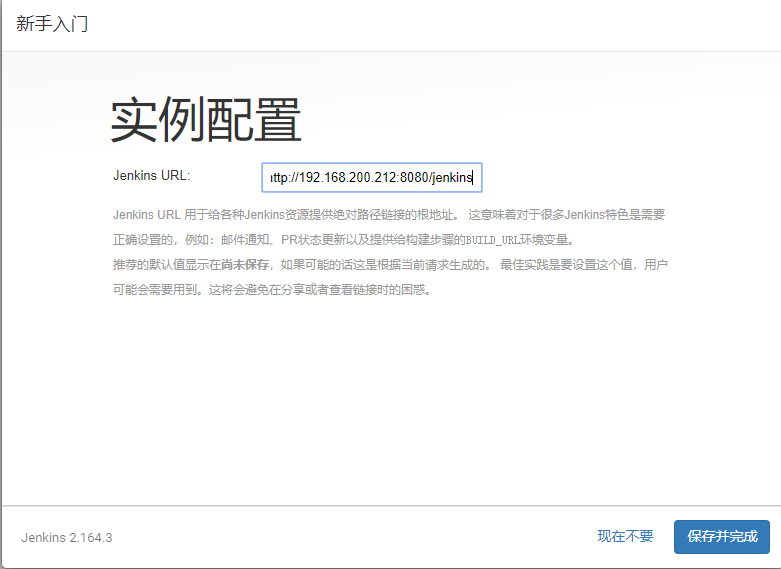 新手入门
实例配置
Jenkins URL: ttp://192.168.200.212:8080/jenkins
Jenkins URL 用于给各种Jenkins资源提供绝对路径链接的根地址。 这意味着对于很多Jenkins特色是需要
正确设置的，例如：邮件通知、PR状态更新以及提供给构建步骤的BUILD_URL环境变量。
推荐的默认值显示在尚未保存，如果可能的话这是根据当前请求生成的。 最佳实践是要设置这个值，用户
可能会需要用到。这将会避免在分享或者查看链接时的困惑。
Jenkins 2.164.3 现在不要 保存并完成